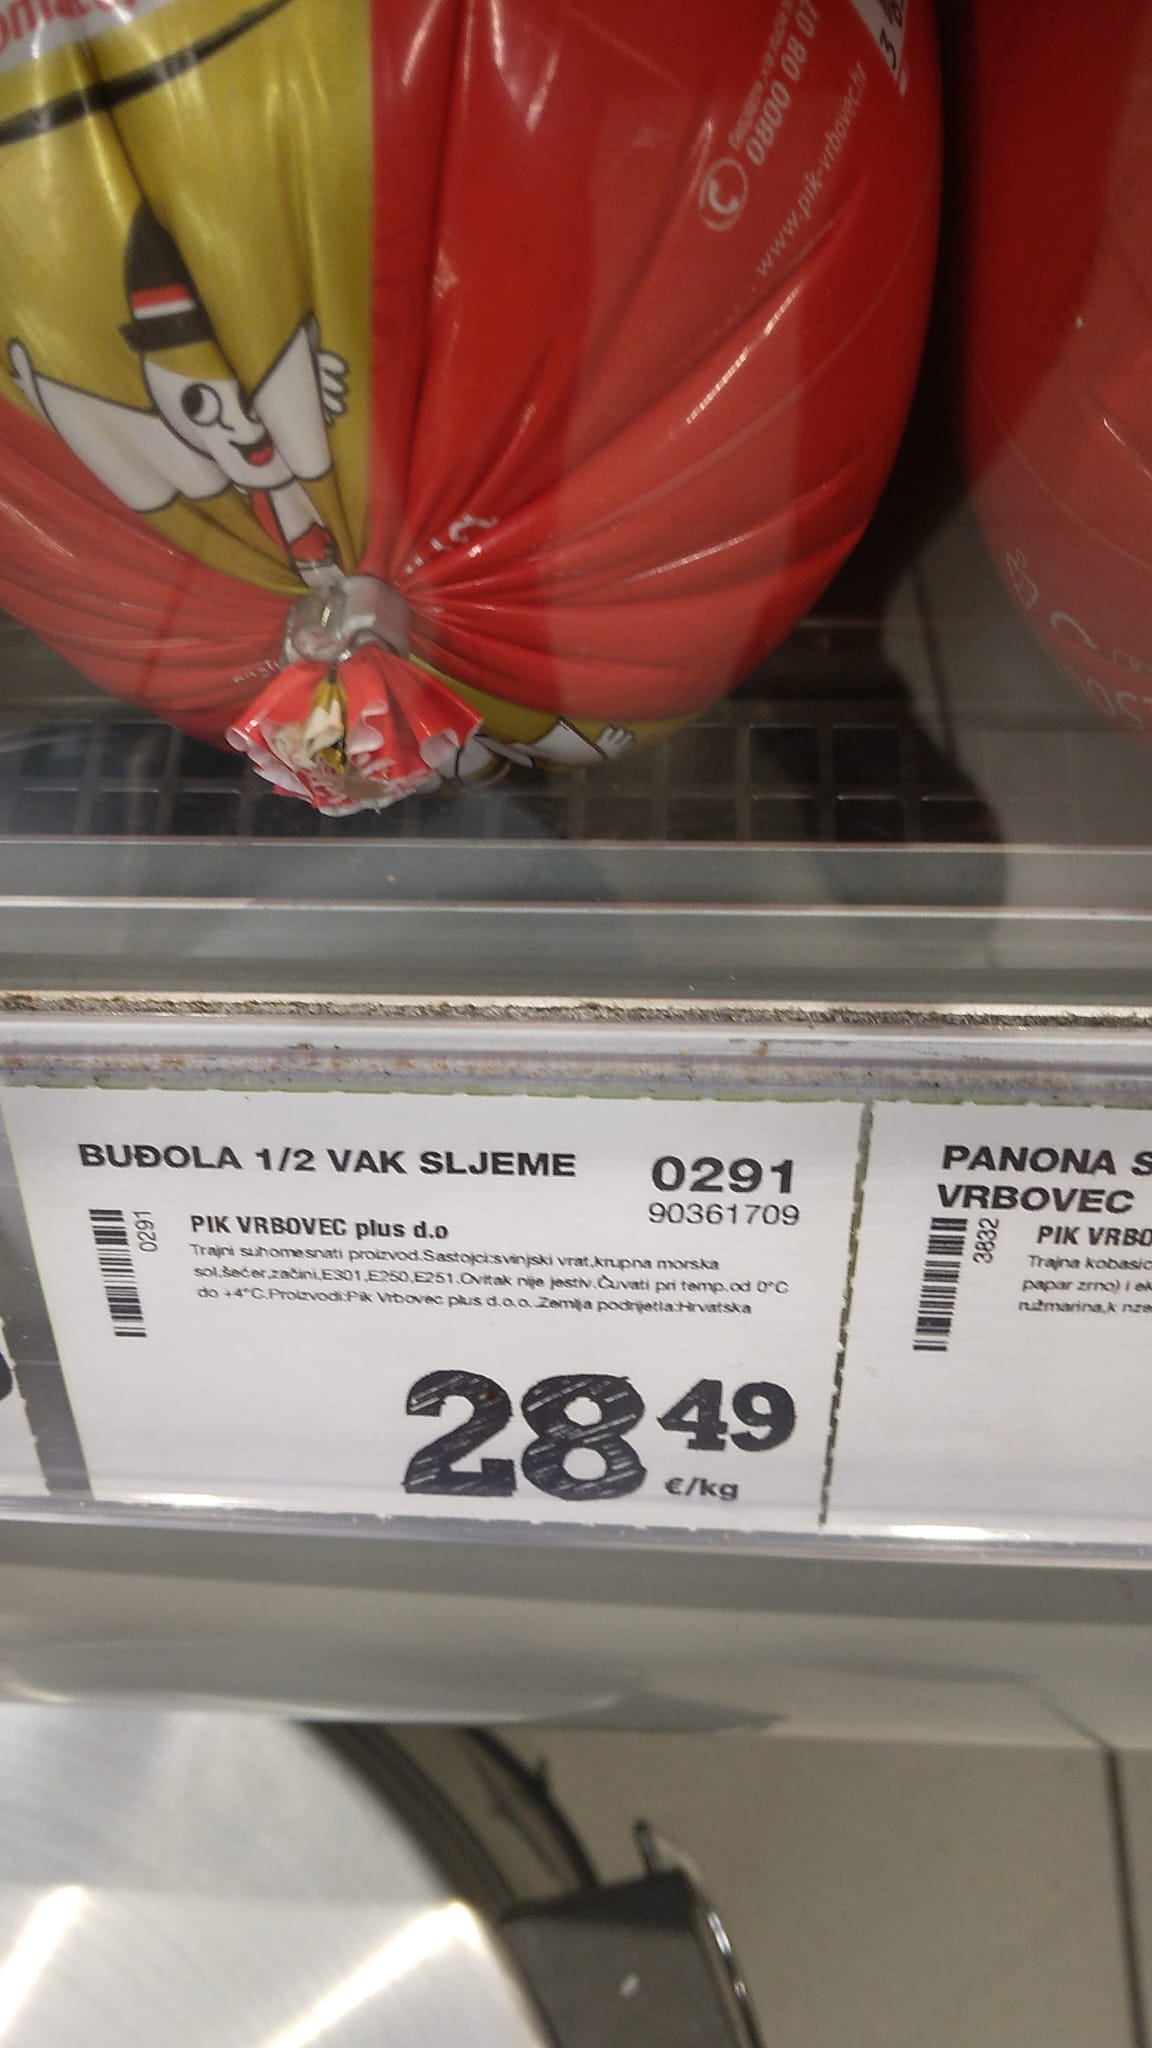 0800 08 07
www.pik-vrbovec.hr
BUĐOLA 1/2 VAK SLJEME
0291
90361709
0291
PIK VRBOVEC plus d.o
Trajni suhomesnati proizvod.Sastojci:svinjski vrat,krupna morska
sol,šećer,začini,E301,E250,E251.Ovitak nije jestiv.Čuvati pri temp.od 0°C
do +4°C.Proizvodi:Pik Vrbovec plus d.o.o..Zemlja podrijetla:Hrvatska
28 49
€/kg
PANONA S
VRBOVEC
3832
PIK VRBO
Trajna kobasic
papar zrno) i ek
ružmarina,k nze